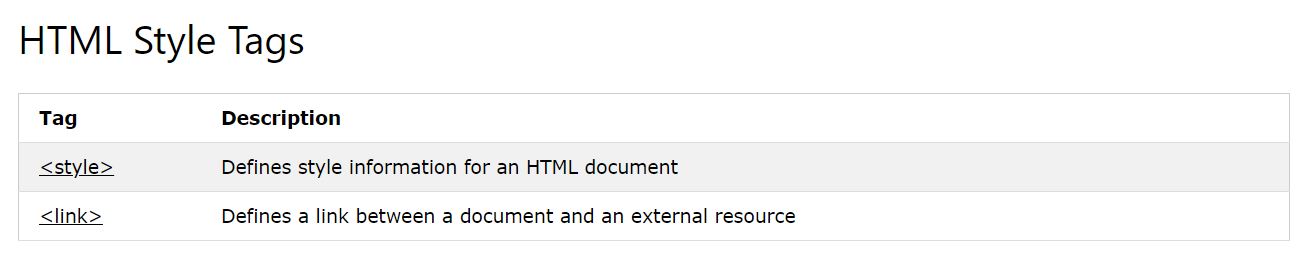 HTML Style Tags
Tag Description
<style> Defines style information for an HTML document
<link> Defines a link between a document and an external resource